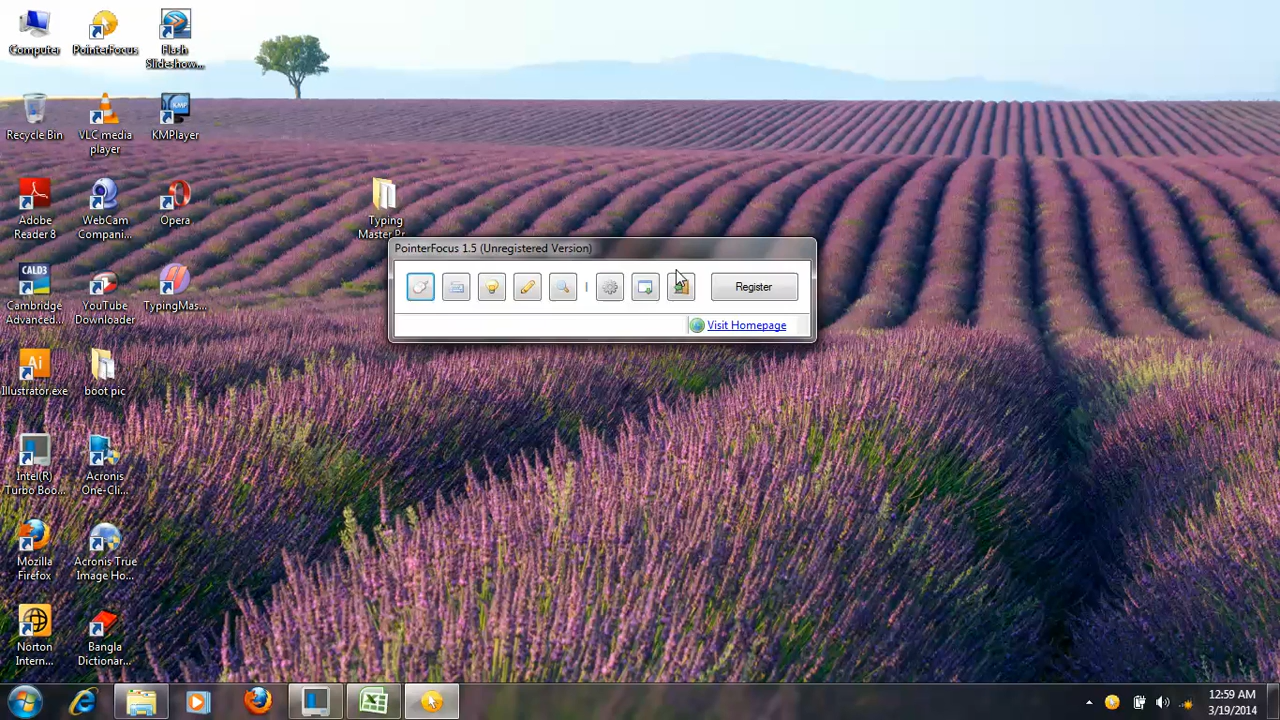 Computer
PointerFocus
Flash
Slideshow...
Recycle Bin
VLC media
player
KMPlayer
Adobe
Reader 8
WebCam
Compani...
Opera
Typing
Master Pr
CALD3
Cambridge
Advanced...
YouTube
Downloader
TypingMas...
Ai
Illustrator.exe
boot pic
Intel(R)
Turbo Boo...
Acronis
One-Cli...
Mozilla
Firefox
Acronis True
Image Ho...
Norton
Intern...
Bangla
Dictionar...
KMP
PointerFocus 1.5 (Unregistered Version)
Register
Visit Homepage
12:59 AM
3/19/2014